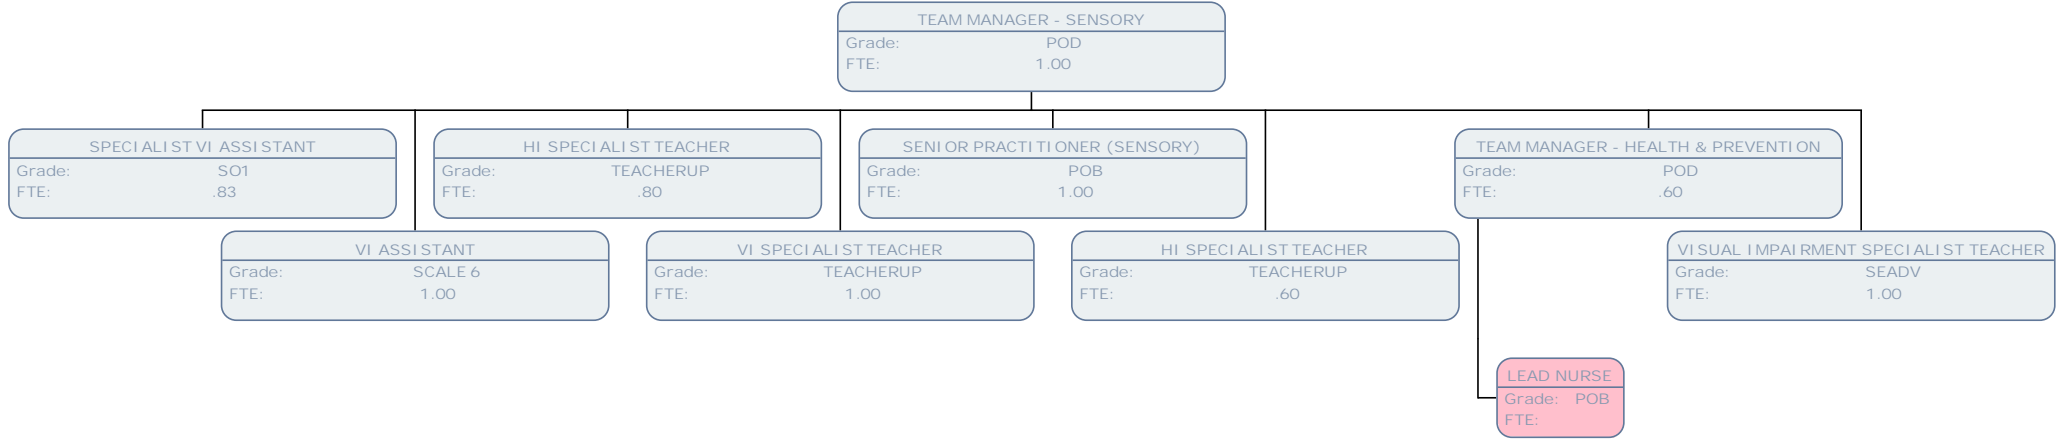 TEAM MANAGER - SENSORY
Grade: POD
FTE: 1.00
SPECIALIST VI ASSISTANT
Grade: SO1
FTE: .83
HI SPECIALIST TEACHER
Grade: TEACHERUP
FTE: .80
SENIOR PRACTITIONER (SENSORY)
Grade: POB
FTE: 1.00
TEAM MANAGER - HEALTH & PREVENTION
Grade: POD
FTE: .60
VI ASSISTANT
Grade: SCALE 6
FTE: 1.00
VI SPECIALIST TEACHER
Grade: TEACHERUP
FTE: 1.00
HI SPECIALIST TEACHER
Grade: TEACHERUP
FTE: .60
VISUAL IMPAIRMENT SPECIALIST TEACHER
Grade: SEADV
FTE: 1.00
LEAD NURSE
Grade: POB
FTE: